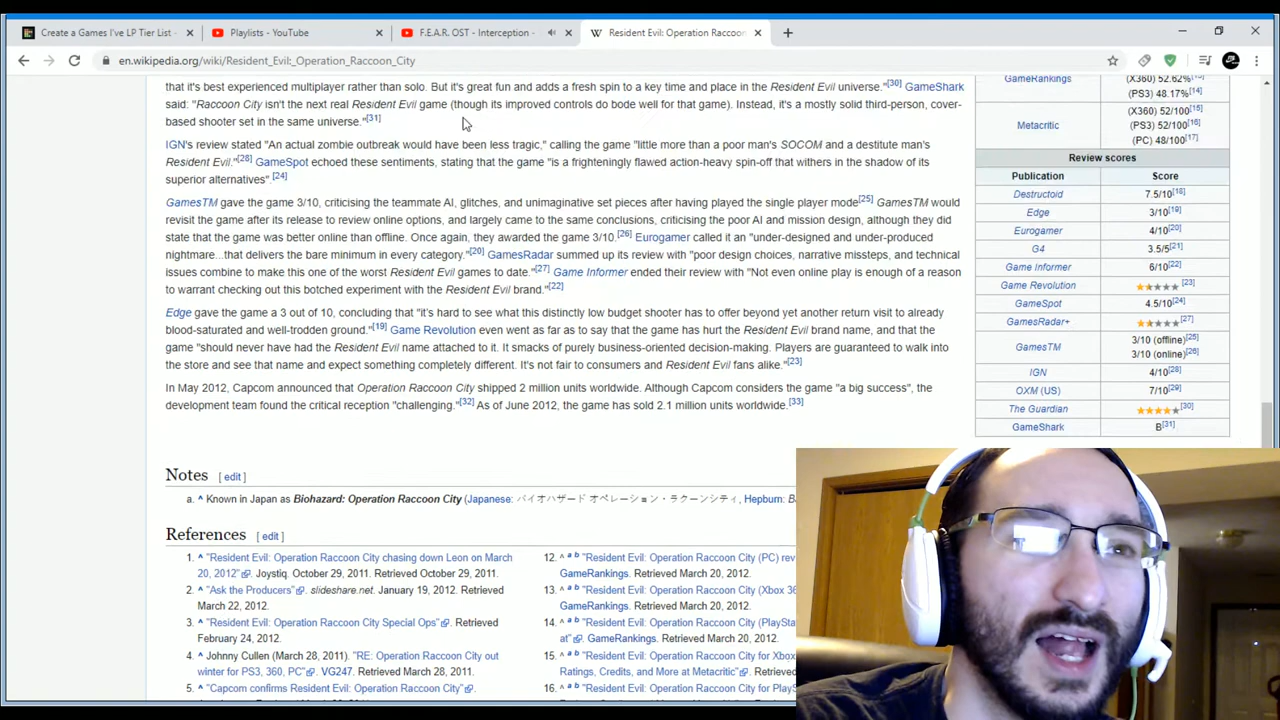 Create a Games I've LP Tier List -
Playlists - YouTube
F.E.A.R. OST - Interception -
Resident Evil: Operation Raccoon
en.wikipedia.org/wiki/Resident_Evil:_Operation_Raccoon_City
that it's best experienced multiplayer rather than solo. But it's great fun and adds a fresh spin to a key time and place in the Resident Evil universe."[30] GameShark
said: "Raccoon City isn't the next real Resident Evil game (though its improved controls do bode well for that game). Instead, it's a mostly solid third-person, cover-
based shooter set in the same universe."[31]
IGN's review stated "An actual zombie outbreak would have been less tragic," calling the game "little more than a poor man's SOCOM and a destitute man's
Resident Evil."[28] GameSpot echoed these sentiments, stating that the game "is a frighteningly flawed action-heavy spin-off that withers in the shadow of its
superior alternatives".[24]
GamesTM gave the game 3/10, critizing the teammate AI, glitches, and unimaginative set pieces after having played the single player mode[25] GamesTM would
revisit the game after its release to review online options, and largely came to the same conclusions, criticising the poor AI and mission design, although they did
state that the game was better online than offline. Once again, they awarded the game 3/10.[26] Eurogamer called it an "under-designed and under-produced
nightmare...that delivers the bare minimum in every category."[20] GamesRadar summed up its review with "poor design choices, narrative missteps, and technical
issues combine to make this one of the worst Resident Evil games to date."[27] Game Informer ended their review with "Not even online play is enough of a reason
to warrant checking out this botched experiment with the Resident Evil brand."[22]
Edge gave the game a 3 out of 10, concluding that "it's hard to see what this distinctly low budget shooter has to offer beyond yet another return visit to already
blood-saturated and well-trodden ground."[19] Game Revolution even went as far as to say that the game has hurt the Resident Evil brand name, and that the
game "should never have had the Resident Evil name attached to it. It smacks of purely business-oriented decision-making. Players are guaranteed to walk into
the store and see that name and expect something completely different. It's not fair to consumers and Resident Evil fans alike."[23]
In May 2012, Capcom announced that Operation Raccoon City shipped 2 million units worldwide. Although Capcom considers the game "a big success", the
development team found the critical reception "challenging."[32] As of June 2012, the game has sold 2.1 million units worldwide.[33]
GameRankings
(X360) 52.62%[13]
(PS3) 48.17%[14]
Metacritic
(X360) 52/100[15]
(PS3) 52/100[16]
(PC) 48/100[17]
Review scores
Publication Score
Destructoid 7.5/10[18]
Edge 3/10[19]
Eurogamer 4/10[20]
G4 3.5/5[21]
Game Informer 6/10[22]
Game Revolution [23]
GameSpot 4.5/10[24]
GamesRadar+ [27]
GamesTM
3/10 (offline)[25]
3/10 (online)[26]
IGN 4/10[28]
OXM (US) 7/10[29]
The Guardian [30]
GameShark B[31]
Notes [ edit ]
a. ^ Known in Japan as Biohazard: Operation Raccoon City (Japanese: バイオハザード オペレーション・ラクーンシティ, Hepburn:
References [ edit ]
1. ^ "Resident Evil: Operation Raccoon City chasing down Leon on March
20, 2012". Joystiq. October 29, 2011. Retrieved October 29, 2011.
2. ^ "Ask the Producers". slideshare.net. January 19, 2012. Retrieved
March 22, 2012.
3. ^ "Resident Evil: Operation Raccoon City Special Ops". Retrieved
February 24, 2012.
4. ^ Johnny Cullen (March 28, 2011). "RE: Operation Raccoon City out
winter for PS3, 360, PC". VG247. Retrieved March 28, 2011.
5. ^ "Capcom confirms Resident Evil: Operation Raccoon City".
12. ^ a b "Resident Evil: Operation Raccoon City (PC) rev
GameRankings. Retrieved March 20, 2012.
13. ^ a b "Resident Evil: Operation Raccoon City (Xbox 36
GameRankings. Retrieved March 20, 2012.
14. ^ a b "Resident Evil: Operation Raccoon City (PlaySta
at". GameRankings. Retrieved March 20, 2012.
15. ^ a b "Resident Evil: Operation Raccoon City for Xbox
Ratings, Credits, and More at Metacritic".
16. ^ a b "Resident Evil: Operation Raccoon City for PlayS